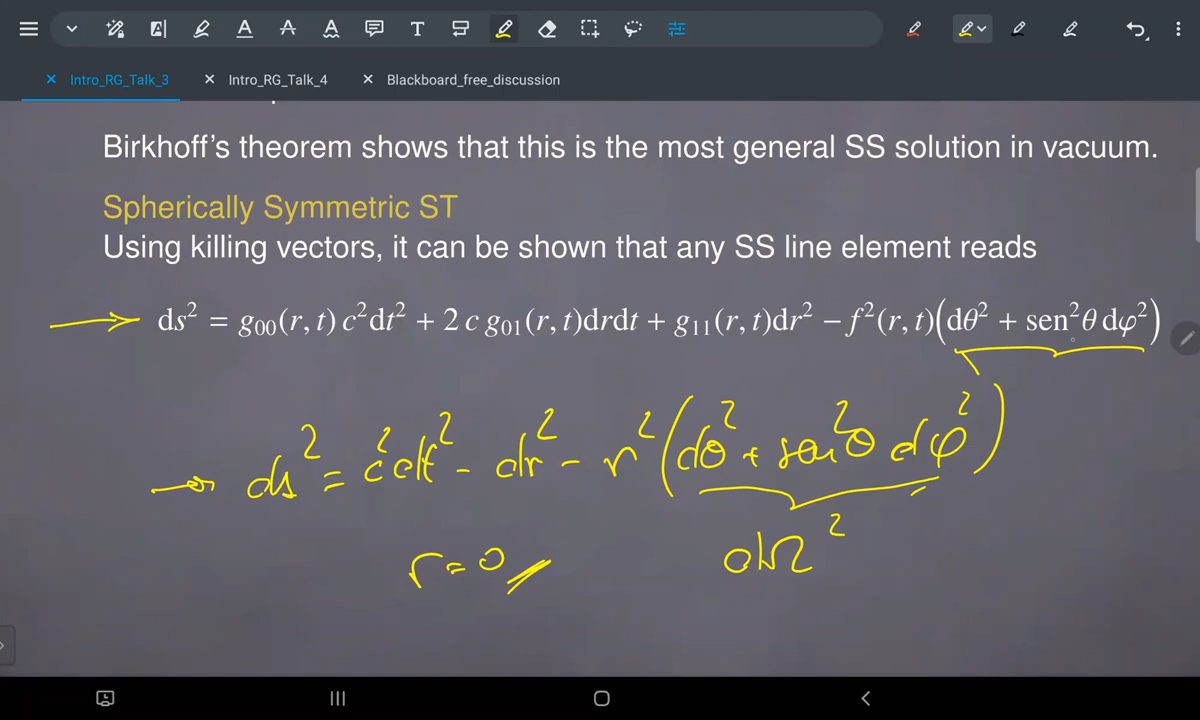 Intro_RG_Talk_3 Intro_RG_Talk_4 Blackboard_free_discussion
Birkhoff's theorem shows that this is the most general SS solution in vacuum.
Spherically Symmetric ST
Using killing vectors, it can be shown that any SS line element reads
ds² = g₀₀(r, t) c²dt² + 2 c g₀₁(r, t)drdt + g₁₁(r, t)dr² − f²(r, t)(dθ² + sen²θ dφ²)
ds² = c²dt² - dr² - r²(dθ² + sen²θ dφ²)
r = 0 dΩ²